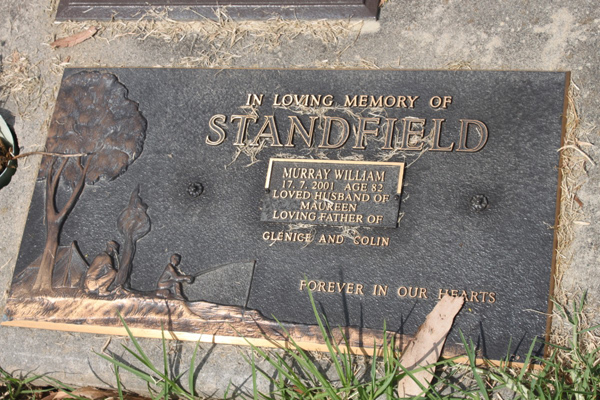 IN LOVING MEMORY OF
STANDFIELD
MURRAY WILLIAM
17. 7. 2001 AGE 82
LOVED HUSBAND OF
MAUREEN
LOVING FATHER OF
GLENICE AND COLIN
FOREVER IN OUR HEARTS